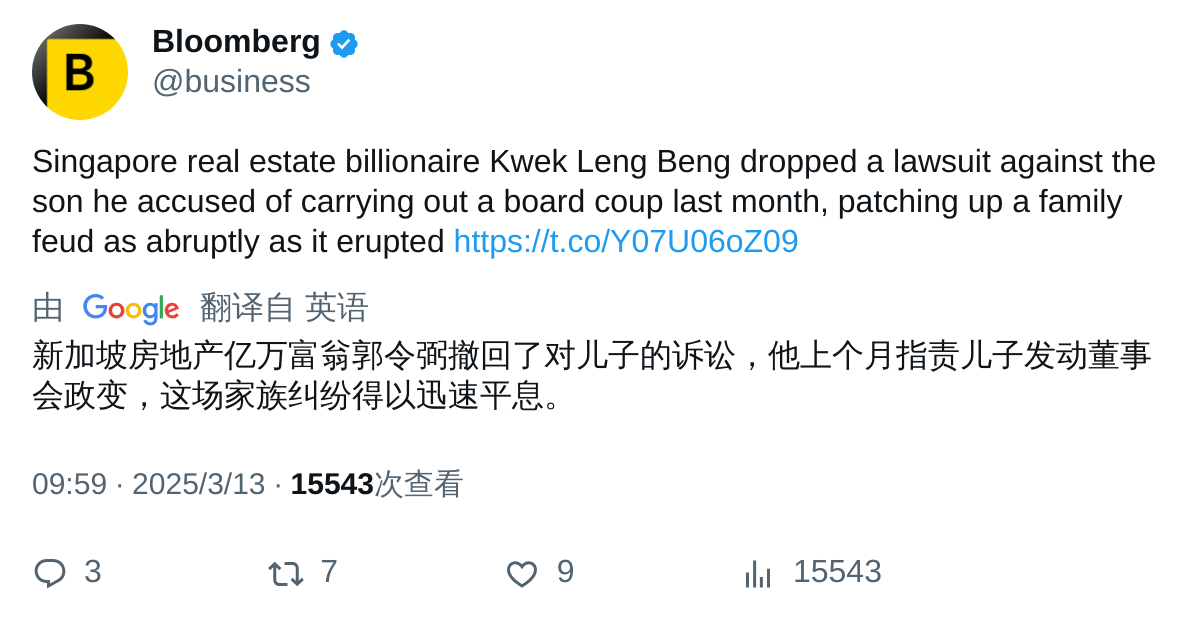 B
Bloomberg
@business
Singapore real estate billionaire Kwek Leng Beng dropped a lawsuit against the
son he accused of carrying out a board coup last month, patching up a family
feud as abruptly as it erupted https://t.co/Y07U06oZ09
由 Google 翻译自 英语
新加坡房地产亿万富翁郭令弼撤回了对儿子的诉讼，他上个月指责儿子发动董事
会政变，这场家族纠纷得以迅速平息。
09:59 · 2025/3/13 · 15543次查看
3 7 9 15543